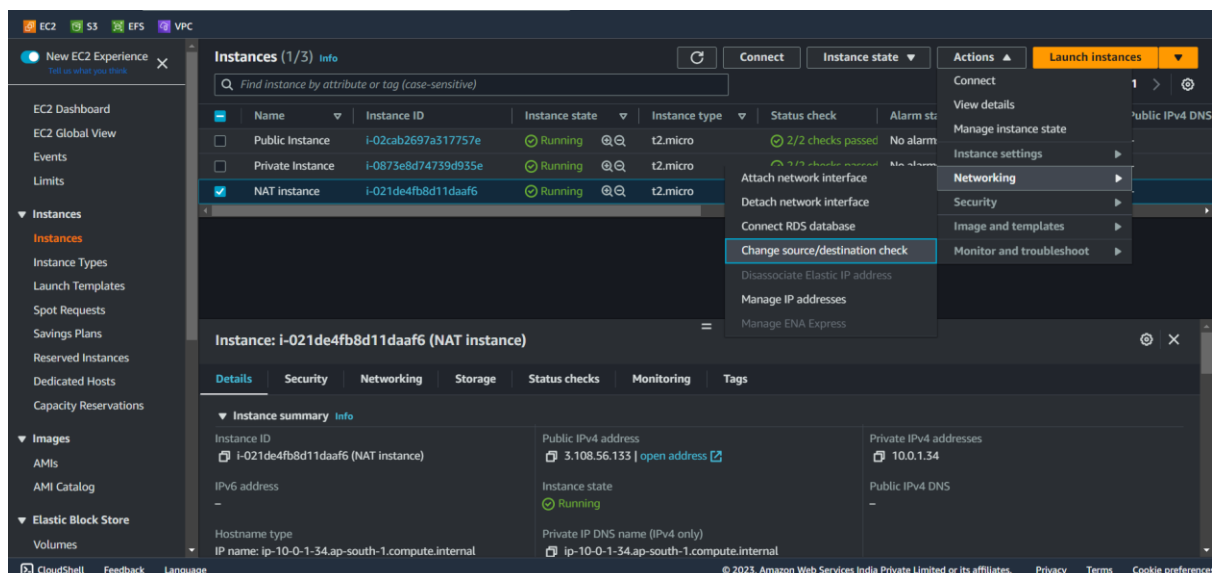 EC2 S3 EFS VPC
New EC2 Experience
Tell us what you think
EC2 Dashboard
EC2 Global View
Events
Limits
Instances
Instances
Instance Types
Launch Templates
Spot Requests
Savings Plans
Reserved Instances
Dedicated Hosts
Capacity Reservations
Images
AMIs
AMI Catalog
Elastic Block Store
Volumes
Instances (1/3) Info
Connect Instance state Actions Launch instances
Find instance by attribute or tag (case-sensitive)
1
Name Instance ID Instance state Instance type Status check Alarm sta Public IPv4 DNS
Public Instance i-02cab2697a317757e Running t2.micro 2/2 checks passed No alarm –
Private Instance i-0873e8d74739d935e Running t2.micro 2/2 checks passed No alarm
NAT instance i-021de4fb8d11daaf6 Running t2.micro
Connect
View details
Manage instance state
Instance settings
Networking
Security
Image and templates
Monitor and troubleshoot
Attach network interface
Detach network interface
Connect RDS database
Change source/destination check
Disassociate Elastic IP address
Manage IP addresses
Manage ENA Express
Instance: i-021de4fb8d11daaf6 (NAT instance)
Details Security Networking Storage Status checks Monitoring Tags
Instance summary Info
Instance ID Public IPv4 address Private IPv4 addresses
i-021de4fb8d11daaf6 (NAT instance) 3.108.56.133 | open address 10.0.1.34
IPv6 address Instance state Public IPv4 DNS
– Running –
Hostname type Private IP DNS name (IPv4 only)
IP name: ip-10-0-1-34.ap-south-1.compute.internal ip-10-0-1-34.ap-south-1.compute.internal
CloudShell Feedback Language © 2023, Amazon Web Services India Private Limited or its affiliates. Privacy Terms Cookie preferences